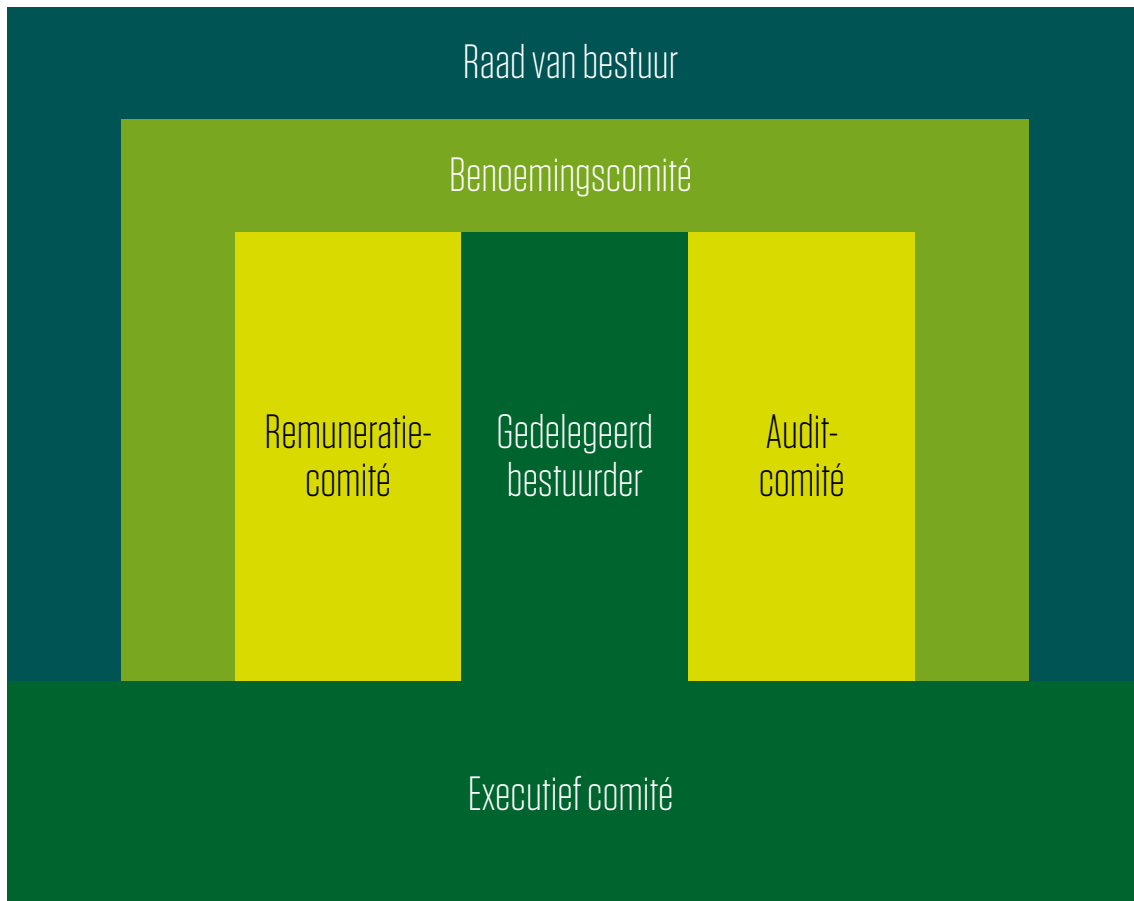 Raad van bestuur
Benoemingscomité
Remuneratie-
comité
Gedelegeerd
bestuurder
Audit-
comité
Executief comité